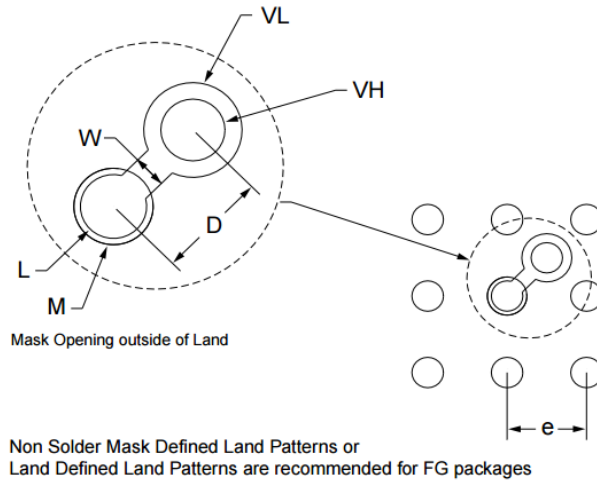 VL
VH
W
D
L
M
Mask Opening outside of Land
e
Non Solder Mask Defined Land Patterns or
Land Defined Land Patterns are recommended for FG packages